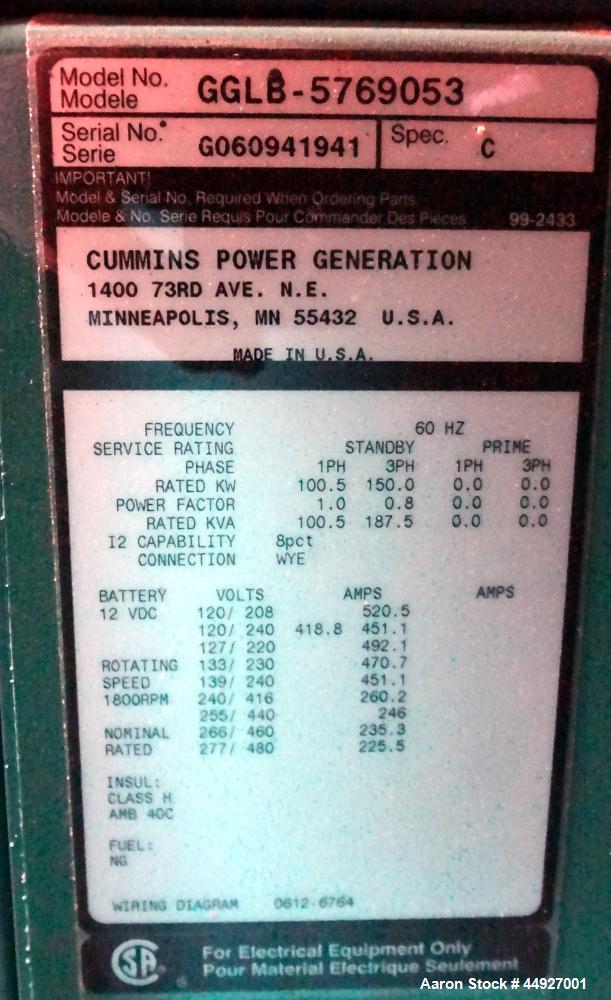 Model No. GGLB-5769053
Modele
Serial No. G060941941 Spec. C
Serie
IMPORTANT!
Model & Serial No. Required When Ordering Parts.
Modele & No. Serie Requis Pour Commander Des Pieces 99-2433
CUMMINS POWER GENERATION
1400 73RD AVE. N.E.
MINNEAPOLIS, MN 55432 U.S.A.
MADE IN U.S.A.
FREQUENCY 60 HZ
SERVICE RATING STANDBY PRIME
PHASE 1PH 3PH 1PH 3PH
RATED KW 100.5 150.0 0.0 0.0
POWER FACTOR 1.0 0.8 0.0 0.0
RATED KVA 100.5 187.5 0.0 0.0
I2 CAPABILITY 8pct
CONNECTION WYE
BATTERY VOLTS AMPS AMPS
12 VDC 120/ 208 520.5
120/ 240 418.8 451.1
127/ 220 492.1
ROTATING 133/ 230 470.7
SPEED 139/ 240 451.1
1800RPM 240/ 416 260.2
255/ 440 246
NOMINAL 266/ 460 235.3
RATED 277/ 480 225.5
INSUL:
CLASS H
AMB 40C
FUEL:
NG
WIRING DIAGRAM 0612-6764
SA For Electrical Equipment Only
Pour Material Electrique Seulement
Aaron Stock # 44927001